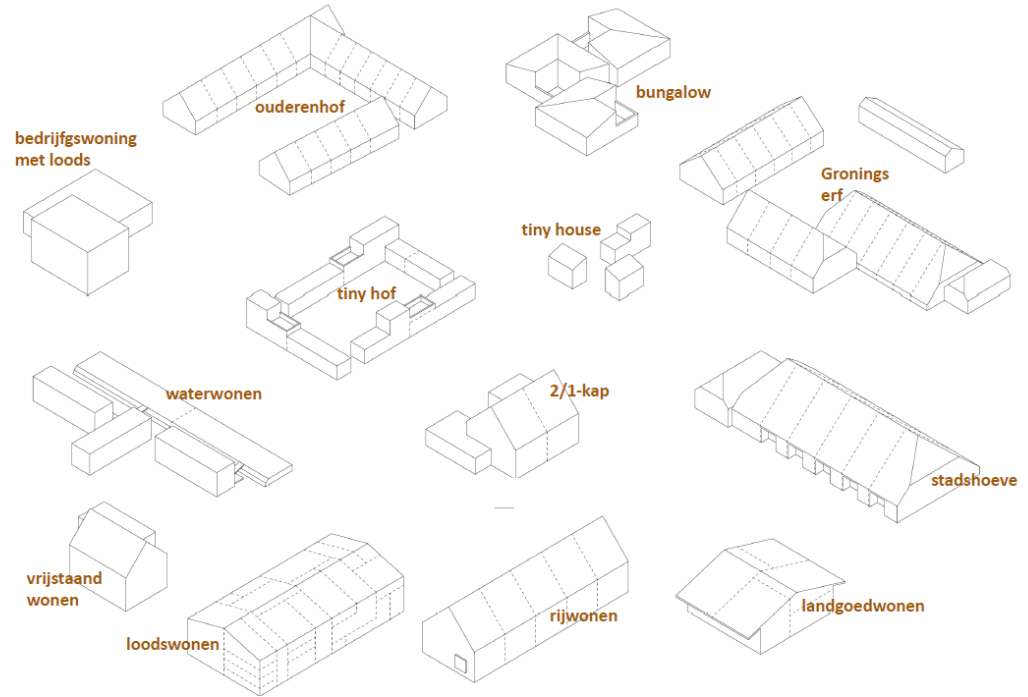 ouderenhof
bungalow
bedrijfgswoning
met loods
Gronings
erf
tiny house
tiny hof
waterwonen
2/1-kap
stadshoeve
vrijstaand
wonen
loodswonen
rijwonen
landgoedwonen